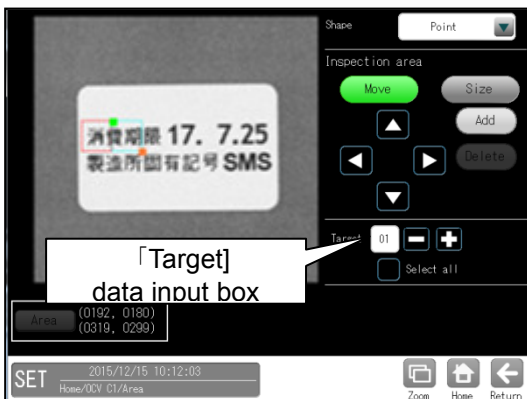 Shape
Point
Inspection area
Move
Size
Add
Delete
消費期限 17. 7.25
製造所固有記号 SMS
Target 01
Select all
「Target]
data input box
Area
(0192, 0180)
(0319, 0299)
SET
2015/12/15 10:12:03
Home/OCV C1/Area
Zoom
Home
Return